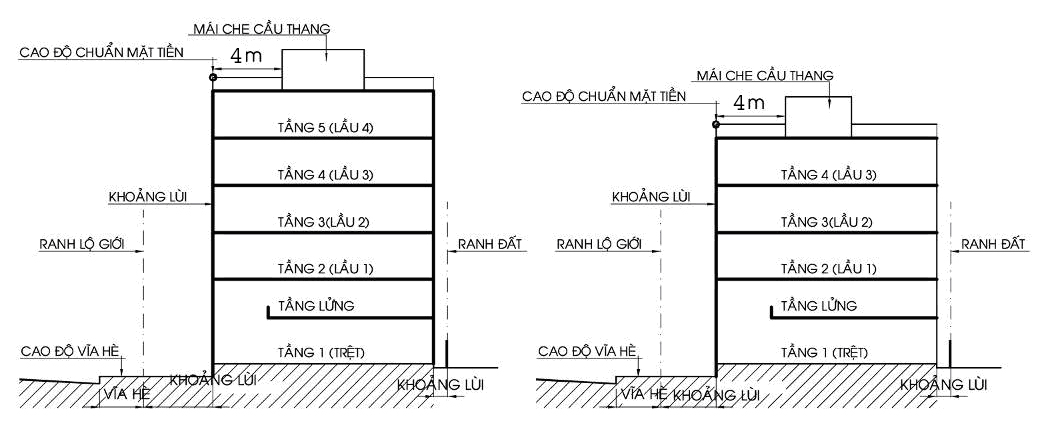 MÁI CHE CẦU THANG
CAO ĐỘ CHUẨN MẶT TIỀN
4m
TẦNG 5 (LẦU 4)
TẦNG 4 (LẦU 3)
KHOẢNG LÙI
TẦNG 3(LẦU 2)
RANH LỘ GIỚI
RANH ĐẤT
TẦNG 2 (LẦU 1)
TẦNG LỬNG
CAO ĐỘ VĨA HÈ
TẦNG 1 (TRỆT)
KHOẢNG LÙI
KHOẢNG LÙI
VĨA HÈ
MÁI CHE CẦU THANG
CAO ĐỘ CHUẨN MẶT TIỀN
4m
TẦNG 4 (LẦU 3)
KHOẢNG LÙI
TẦNG 3(LẦU 2)
RANH LỘ GIỚI
RANH ĐẤT
TẦNG 2 (LẦU 1)
TẦNG LỬNG
CAO ĐỘ VĨA HÈ
TẦNG 1 (TRỆT)
KHOẢNG LÙI
VĨA HÈ
KHOẢNG LÙI